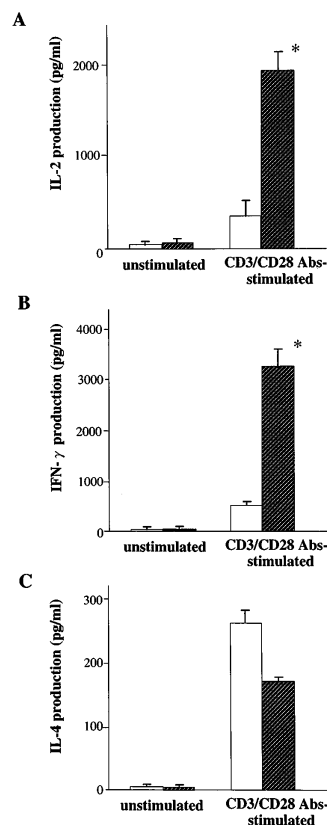 A
IL-2 production (pg/ml)
2000
1000
0
*
unstimulated
CD3/CD28 Abs-
stimulated
B
IFN- γ production (pg/ml)
4000
3000
2000
1000
0
*
unstimulated
CD3/CD28 Abs-
stimulated
C
IL-4 production (pg/ml)
300
200
100
0
unstimulated
CD3/CD28 Abs-
stimulated